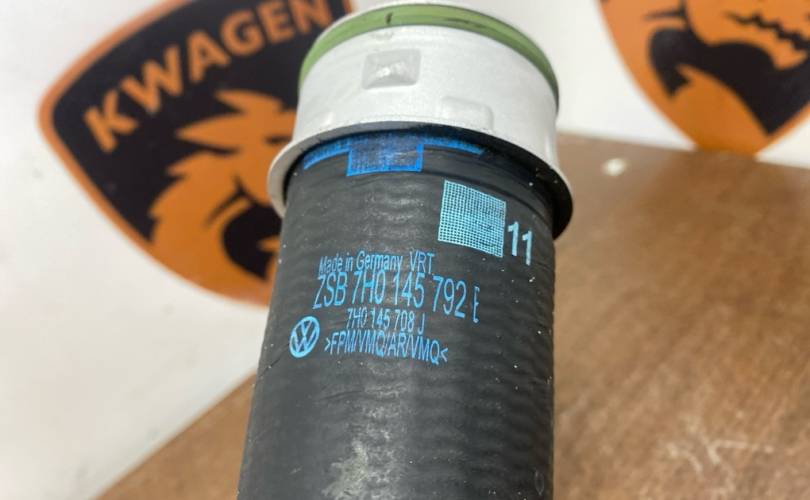 KWAGEN
11
Made in Germany VRT
ZSB 7H0 145 792 E
7H0 145 708 J
>FPM/VMQ/AR/VMQ<